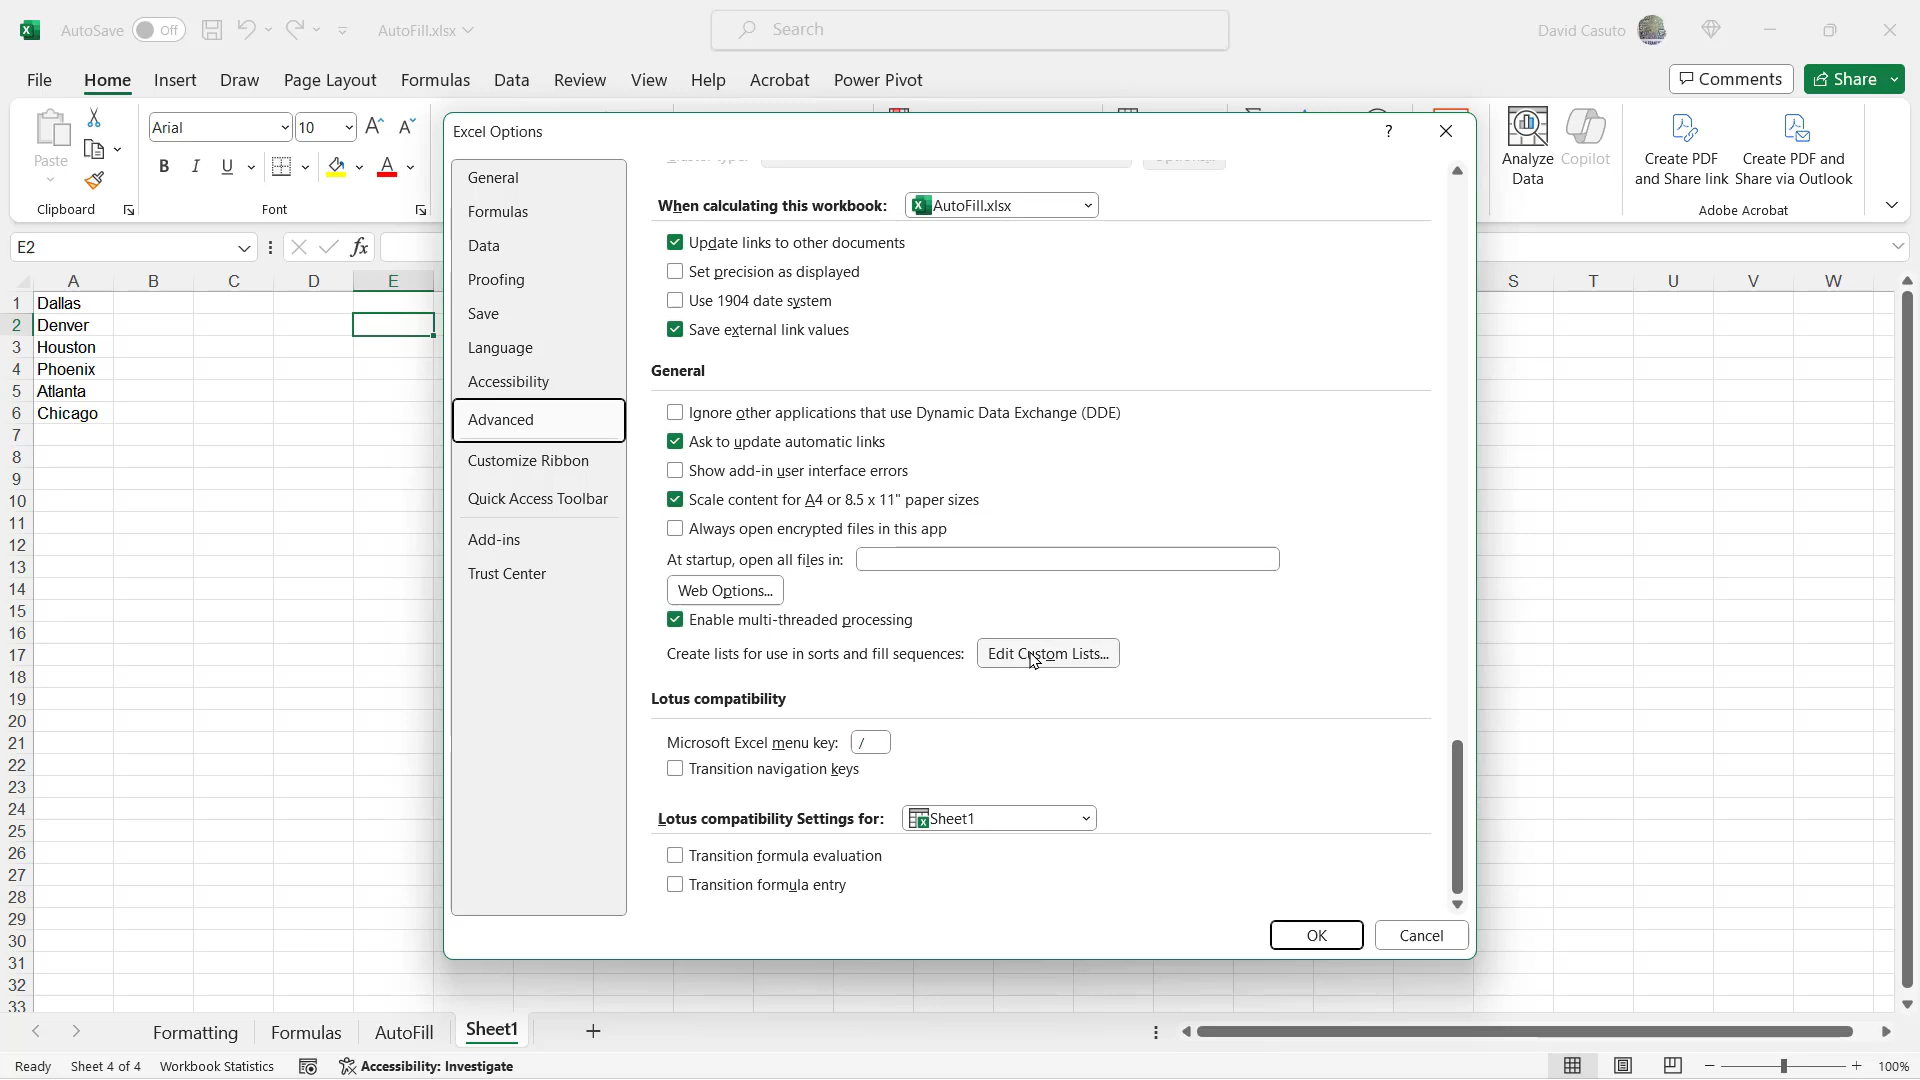 AutoSave Off AutoFill.xlsx Search David Casuto
File Home Insert Draw Page Layout Formulas Data Review View Help Acrobat Power Pivot Comments Share
Paste
Arial 10
B I U A
Clipboard Font
Analyze Data
Copilot
Create PDF and Share link
Create PDF and Share via Outlook
Adobe Acrobat
E2 fx
A B C D E S T U V W
1 Dallas
2 Denver
3 Houston
4 Phoenix
5 Atlanta
6 Chicago
7
8
9
10
11
12
13
14
15
16
17
18
19
20
21
22
23
24
25
26
27
28
29
30
31
32
33
Excel Options ?
General
Formulas
Data
Proofing
Save
Language
Accessibility
Advanced
Customize Ribbon
Quick Access Toolbar
Add-ins
Trust Center
When calculating this workbook: AutoFill.xlsx
Update links to other documents
Set precision as displayed
Use 1904 date system
Save external link values
General
Ignore other applications that use Dynamic Data Exchange (DDE)
Ask to update automatic links
Show add-in user interface errors
Scale content for A4 or 8.5 x 11" paper sizes
Always open encrypted files in this app
At startup, open all files in:
Web Options...
Enable multi-threaded processing
Create lists for use in sorts and fill sequences: Edit Custom Lists...
Lotus compatibility
Microsoft Excel menu key: /
Transition navigation keys
Lotus compatibility Settings for: Sheet1
Transition formula evaluation
Transition formula entry
OK Cancel
Formatting Formulas AutoFill Sheet1
Ready Sheet 4 of 4 Workbook Statistics Accessibility: Investigate 100%